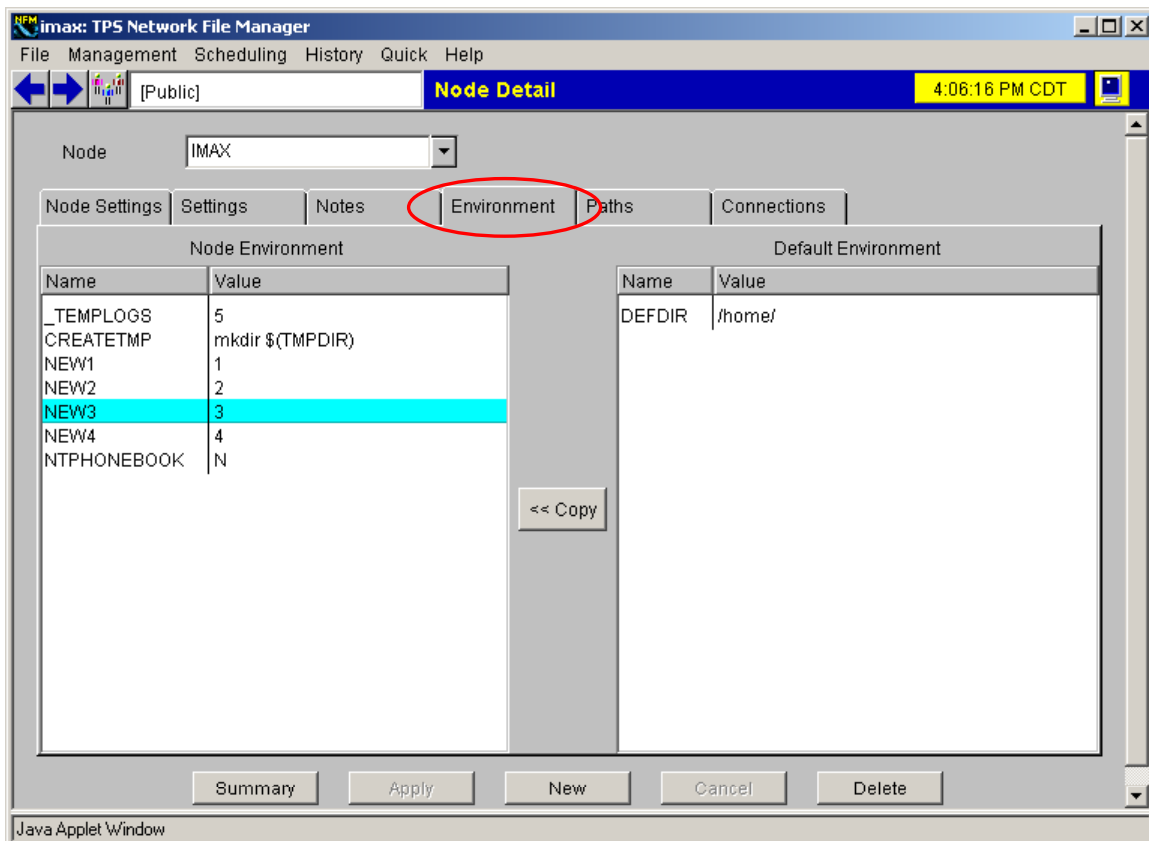 NFM imax: TPS Network File Manager
File Management Scheduling History Quick Help
[Public] Node Detail 4:06:16 PM CDT
Node IMAX
Node Settings Settings Notes Environment Paths Connections
Node Environment Default Environment
Name Value Name Value
_TEMPLOGS 5 DEFDIR /home/
CREATETMP mkdir $(TMPDIR)
NEW1 1
NEW2 2
NEW3 3
NEW4 4
NTPHONEBOOK N
<< Copy
Summary Apply New Cancel Delete
Java Applet Window